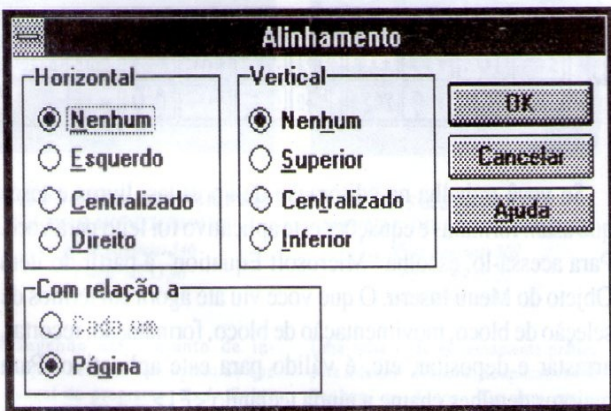 Alinhamento
Horizontal
Nenhum
Esquerdo
Centralizado
Direito
Vertical
Nenhum
Superior
Centralizado
Inferior
OK
Cancelar
Ajuda
Com relação a
Cada um
Página